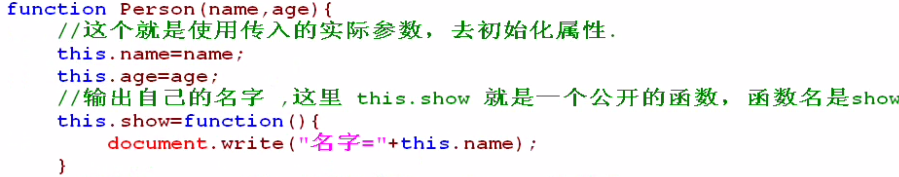 function Person(name,age){
//这个就是使用传入的实际参数，去初始化属性.
this.name=name;
this.age=age;
//输出自己的名字 ,这里 this.show 就是一个公开的函数，函数名是show
this.show=function(){
document.write("名字="+this.name);
}